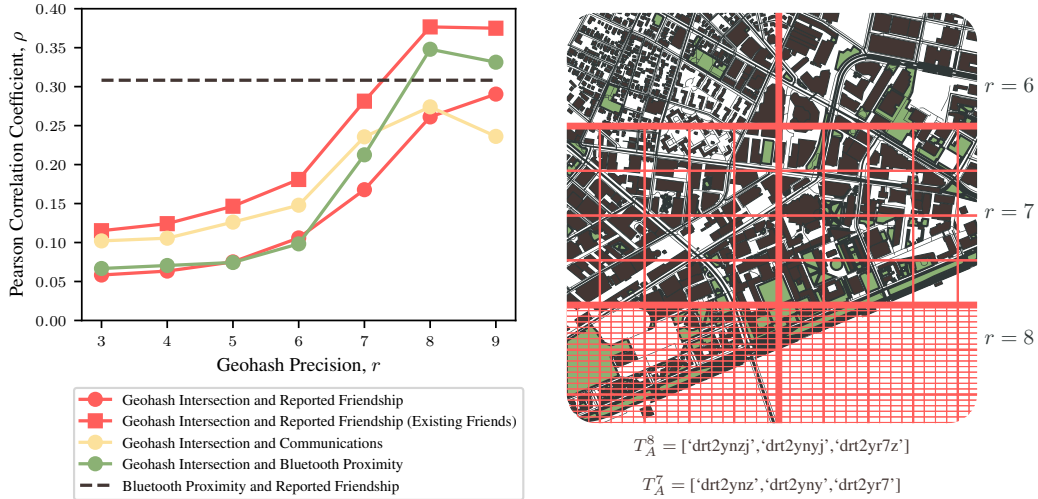 0.40
0.35
0.30
0.25
0.20
0.15
0.10
0.05
0.00
Pearson Correlation Coefficient, ρ
3 4 5 6 7 8 9
Geohash Precision, r
Geohash Intersection and Reported Friendship
Geohash Intersection and Reported Friendship (Existing Friends)
Geohash Intersection and Communications
Geohash Intersection and Bluetooth Proximity
Bluetooth Proximity and Reported Friendship
r = 6
r = 7
r = 8
T_A^8 = [‘drt2ynzj’,‘drt2ynyj’,‘drt2yr7z’]
T_A^7 = [‘drt2ynz’,‘drt2yny’,‘drt2yr7’]